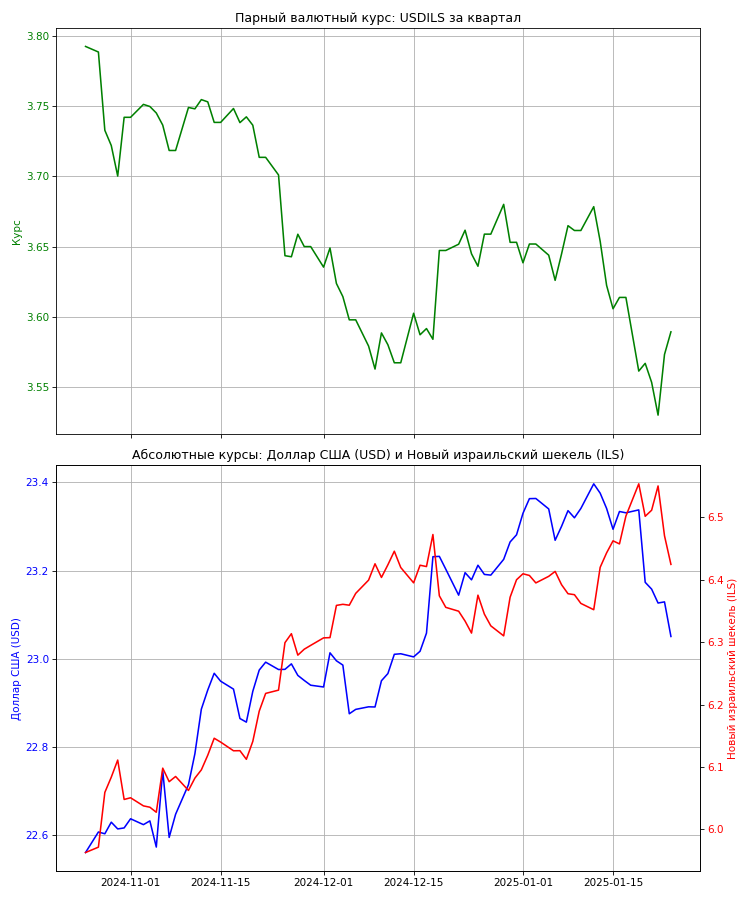 Парный валютный курс: USDILS за квартал
3.80
3.75
3.70
3.65
3.60
3.55
Курс
Абсолютные курсы: Доллар США (USD) и Новый израильский шекель (ILS)
23.4
23.2
23.0
22.8
22.6
Доллар США (USD)
6.5
6.4
6.3
6.2
6.1
6.0
Новый израильский шекель (ILS)
2024-11-01 2024-11-15 2024-12-01 2024-12-15 2025-01-01 2025-01-15